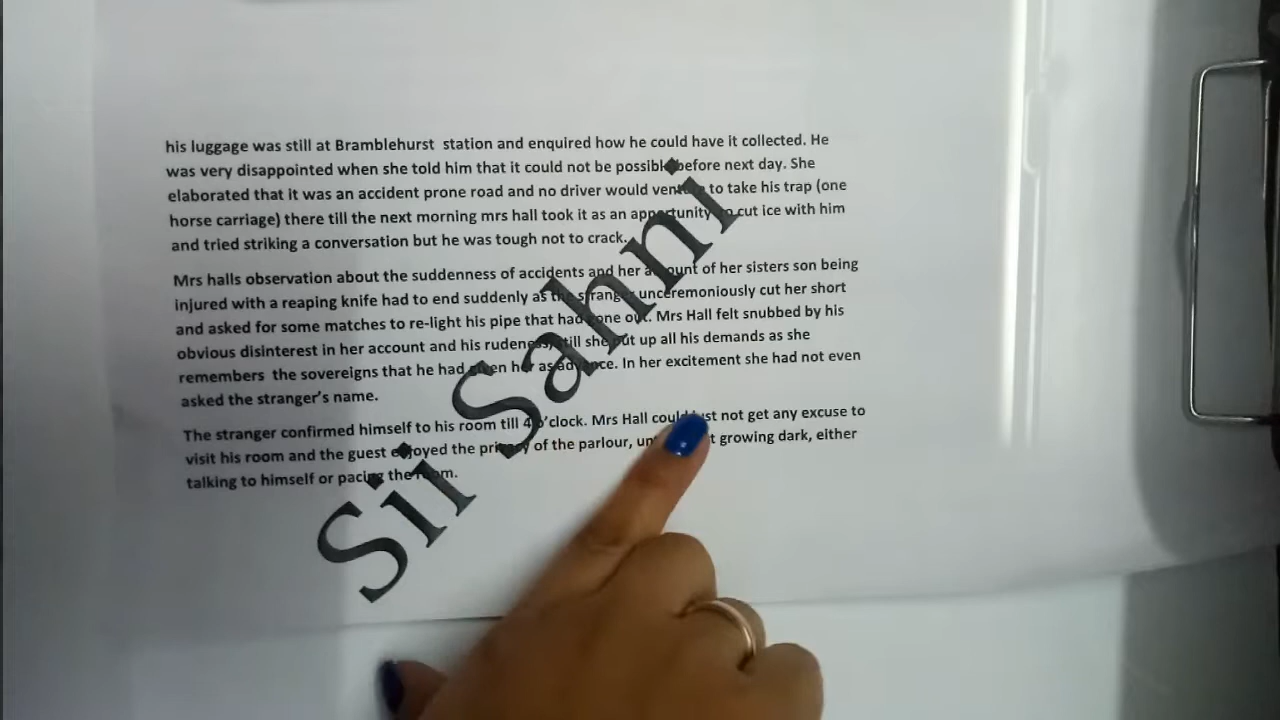 his luggage was still at Bramblehurst station and enquired how he could have it collected. He
was very disappointed when she told him that it could not be possible before next day. She
elaborated that it was an accident prone road and no driver would venture to take his trap (one
horse carriage) there till the next morning mrs hall took it as an to cut ice with him
and tried striking a conversation but he was tough not to crack.
Mrs halls observation about the suddenness of accidents and her account of her sisters son being
injured with a reaping knife had to end suddenly as the stranger unceremoniously cut her short
and asked for some matches to re-light his pipe that had gone out. Mrs Hall felt snubbed by his
obvious disinterest in her account and his rudeness, still she put up all his demands as she
remembers the sovereigns that he had given her as advance. In her excitement she had not even
asked the stranger's name.
The stranger confirmed himself to his room till 4 o'clock. Mrs Hall could just not get any excuse to
visit his room and the guest enjoyed the privacy of the parlour, growing dark, either
talking to himself or pacing the room.
Sir Sahni